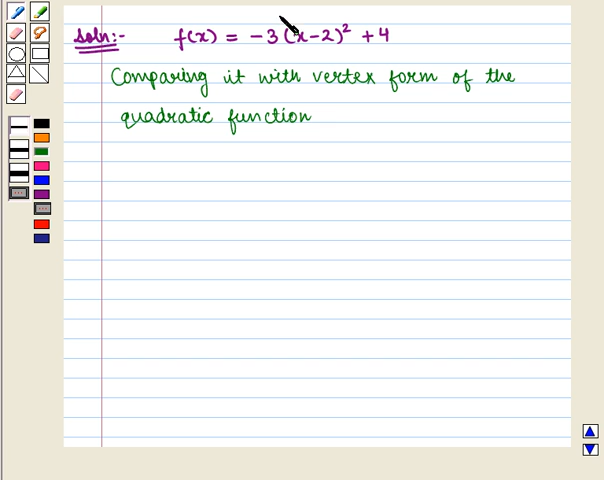 Soln:- f(x) = -3(x-2)² + 4
Comparing it with vertex form of the
quadratic function